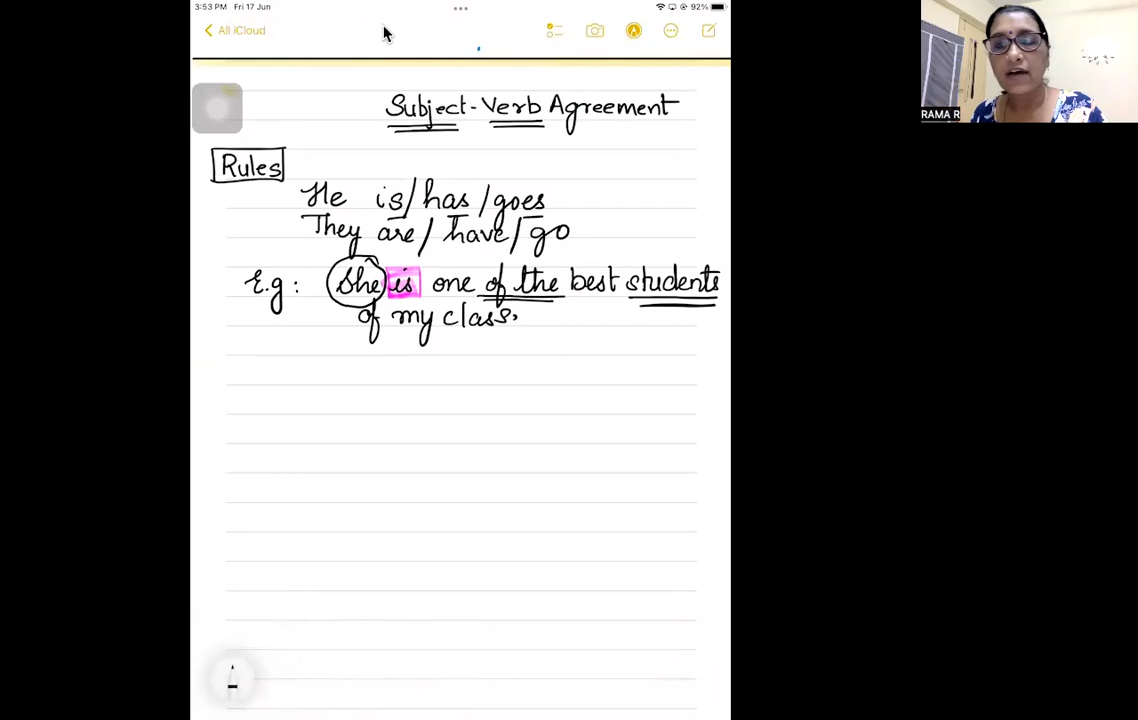 3:53 PM Fri 17 Jun
92%
All iCloud
RAMA R
Subject-Verb Agreement
Rules
He is/has/goes
They are/have/go
E.g: She is one of the best students
of my class.